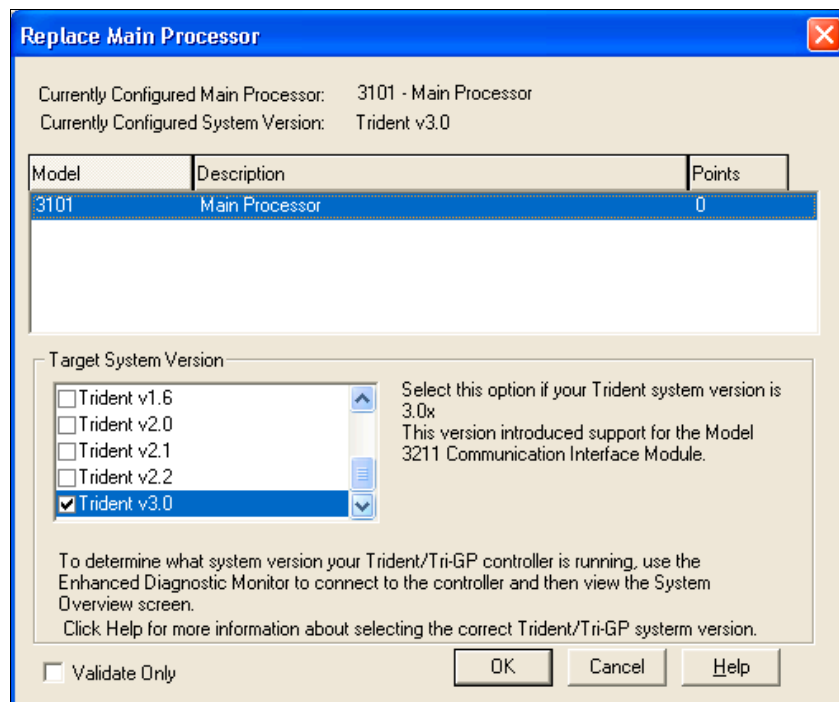 Replace Main Processor
Currently Configured Main Processor: 3101 - Main Processor
Currently Configured System Version: Trident v3.0
Model Description Points
3101 Main Processor 0
Target System Version
Trident v1.6
Trident v2.0
Trident v2.1
Trident v2.2
Trident v3.0
Select this option if your Trident system version is
3.0x
This version introduced support for the Model
3211 Communication Interface Module.
To determine what system version your Trident/Tri-GP controller is running, use the
Enhanced Diagnostic Monitor to connect to the controller and then view the System
Overview screen.
Click Help for more information about selecting the correct Trident/Tri-GP systerm version.
Validate Only
OK Cancel Help